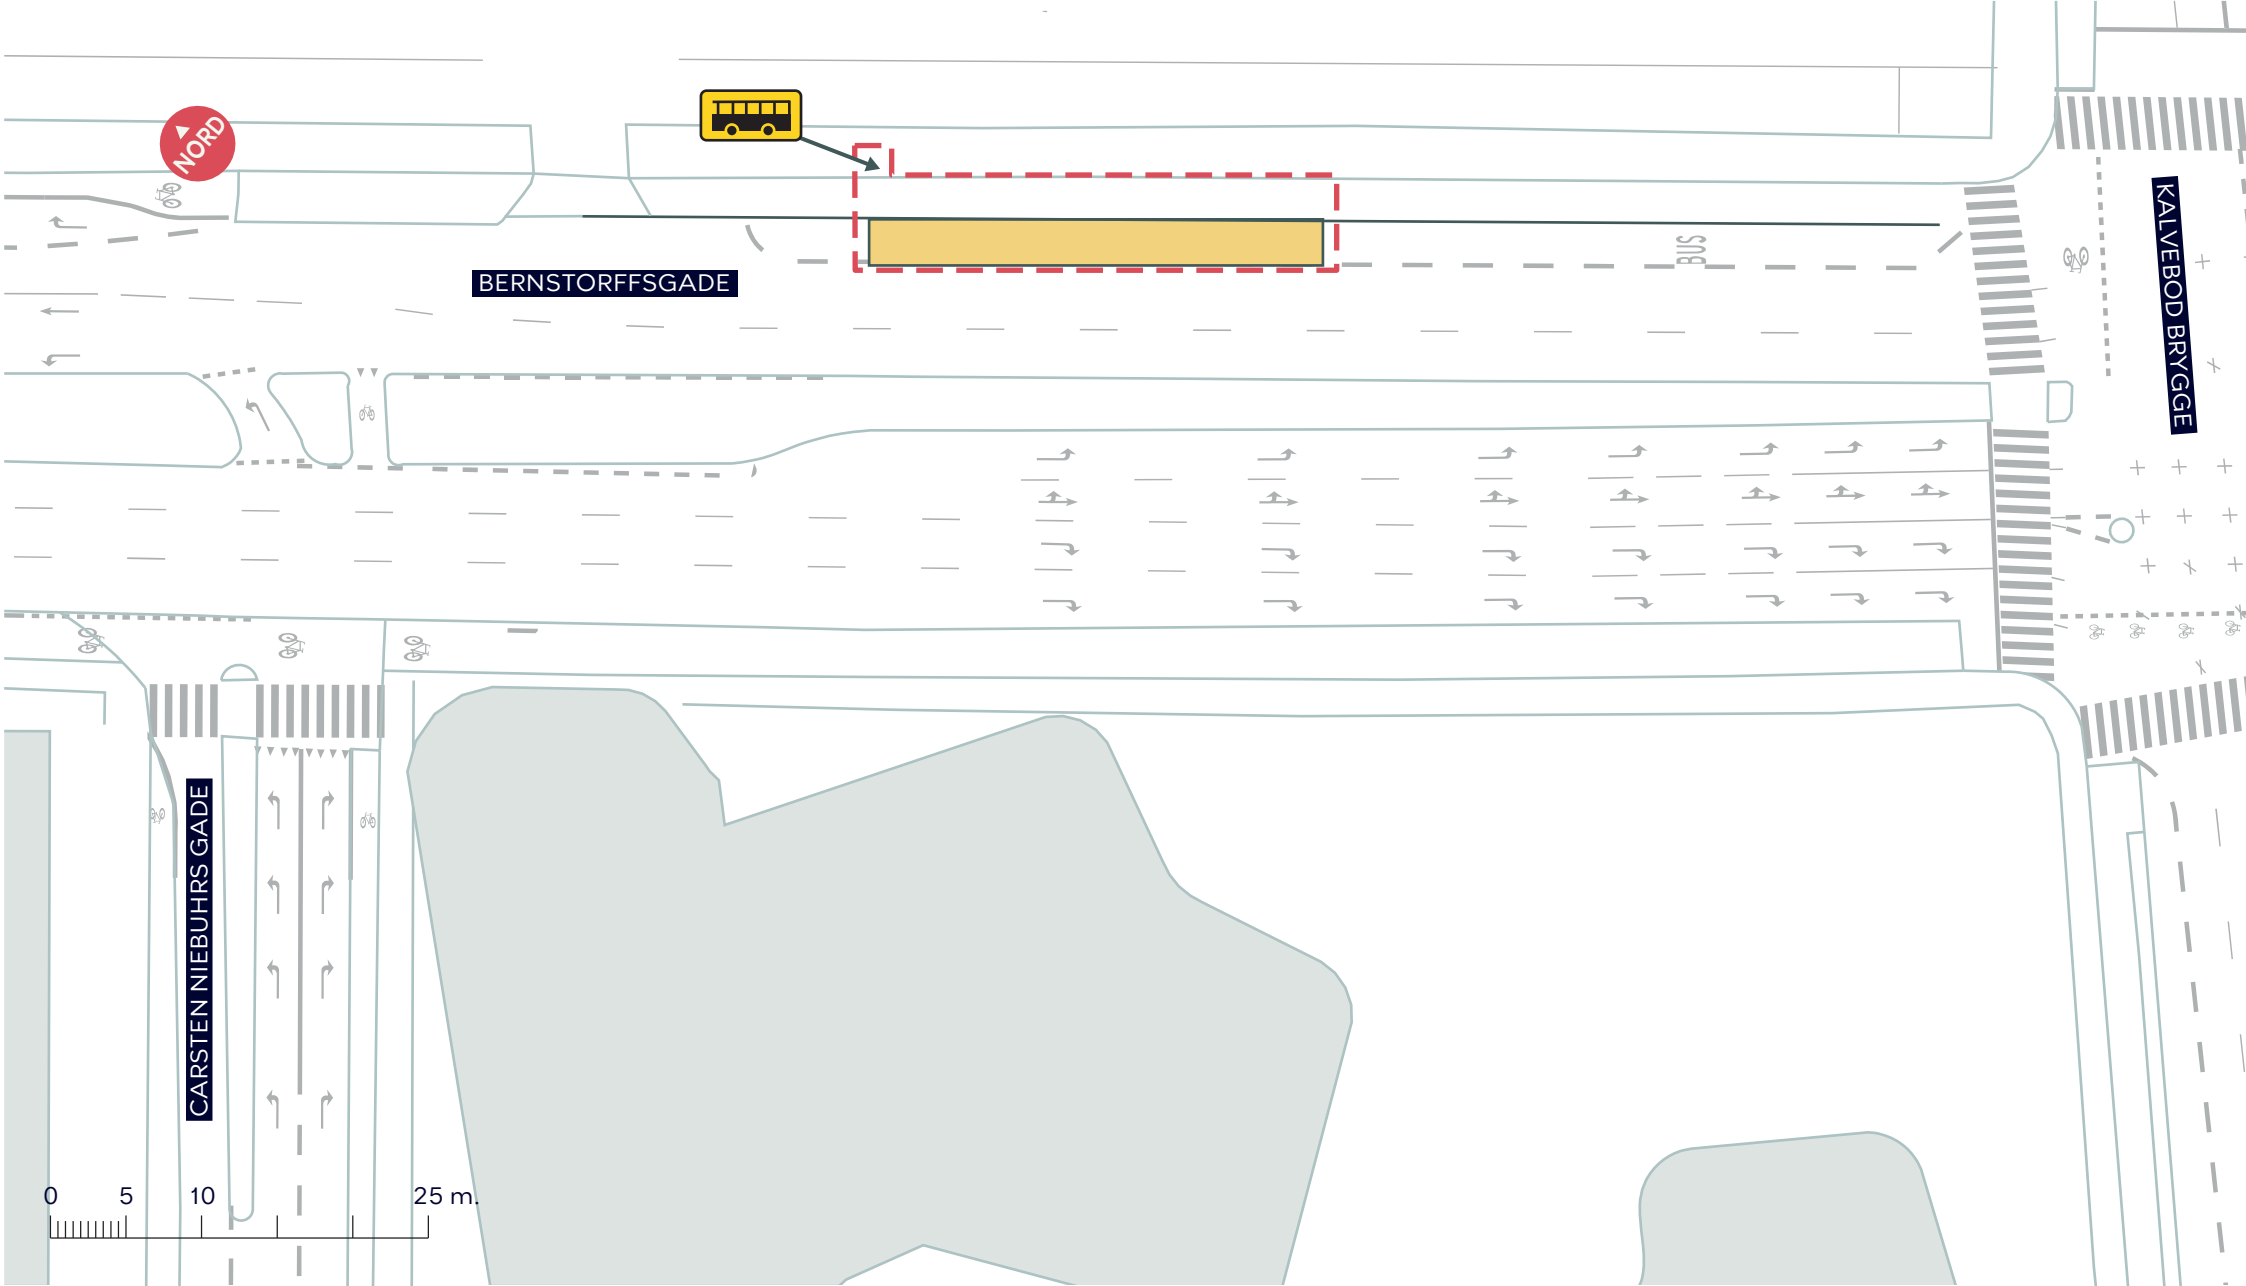 NORD
BUS
BERNSTORFFSGADE
KALVEBOD BRYGGE
CARSTEN NIEBUHRS GADE
0 5 10 25 m.